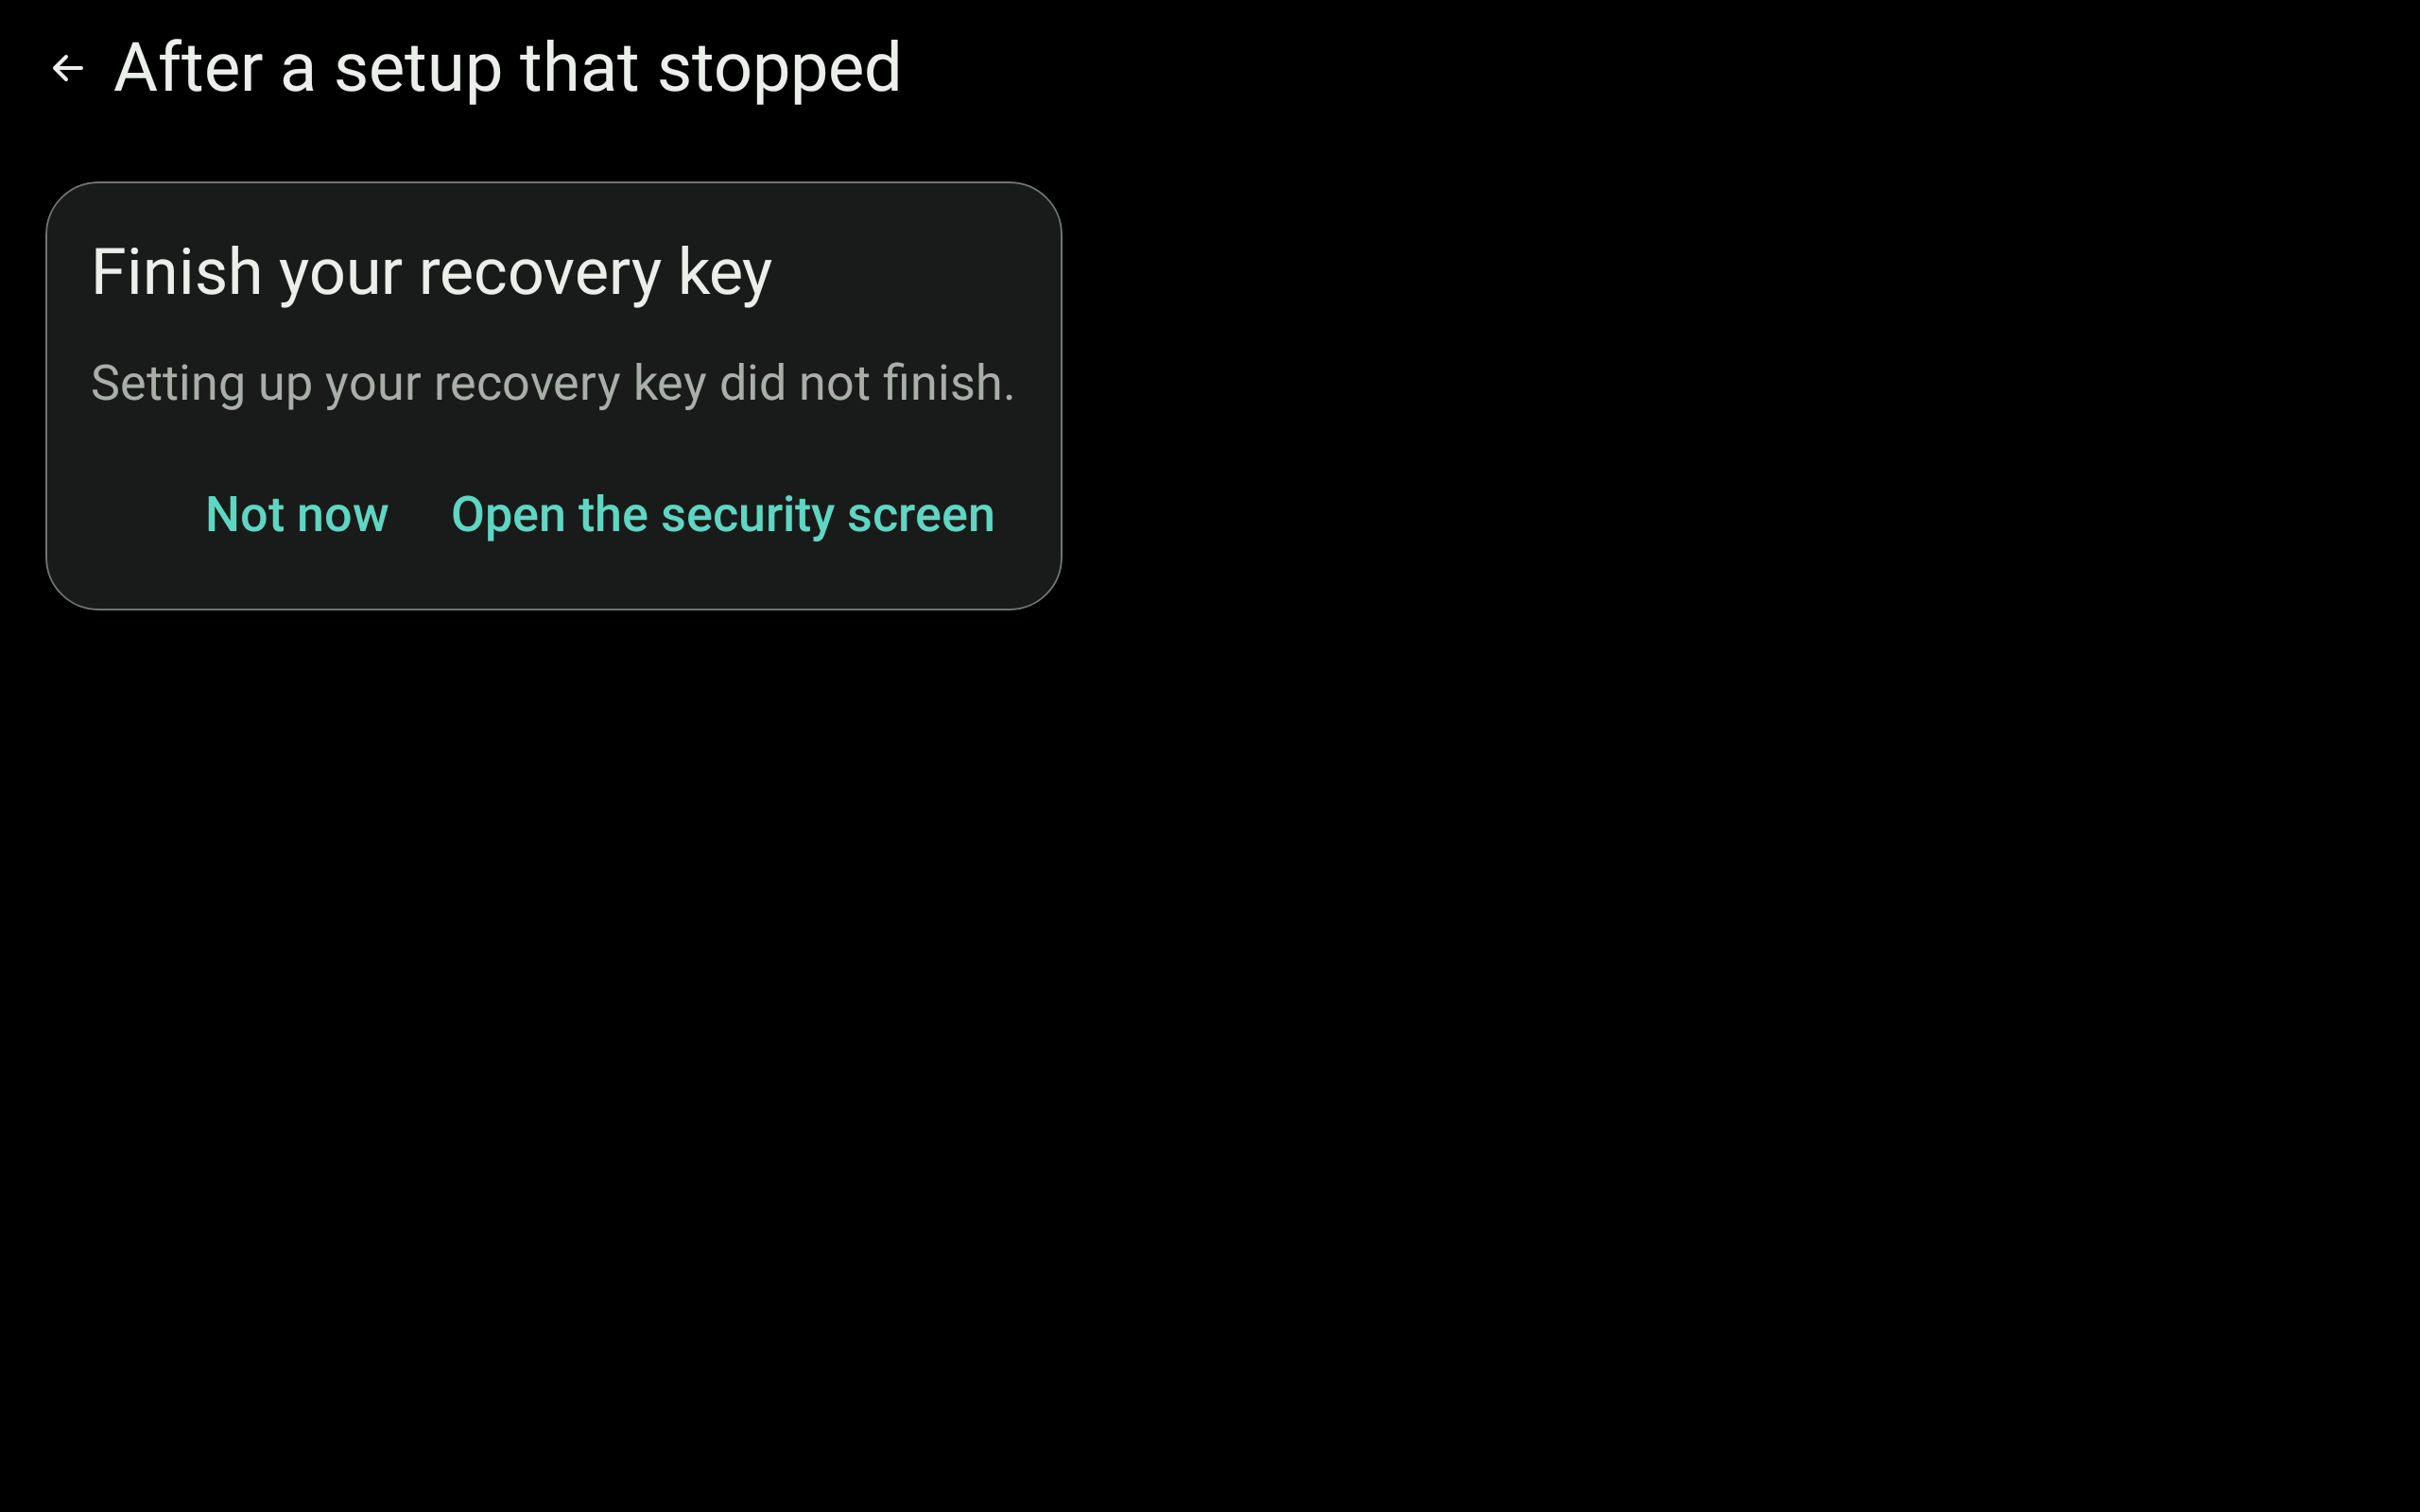 After a setup that stopped
Finish your recovery key
Setting up your recovery key did not finish.
Not now
Open the security screen